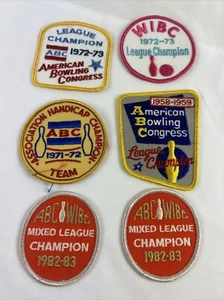 LEAGUE
CHAMPION
ABC 1972-73
AMERICAN
BOWLING
CONGRESS
WIBC
1972-73
League Champion
ASSOCIATION HANDICAP CHAMPION
ABC
1971-72
TEAM
1958-1959
American
Bowling
Congress
League Champion
ABC WIBC
MIXED LEAGUE
CHAMPION
1982-83
ABC WIBC
MIXED LEAGUE
CHAMPION
1982-83